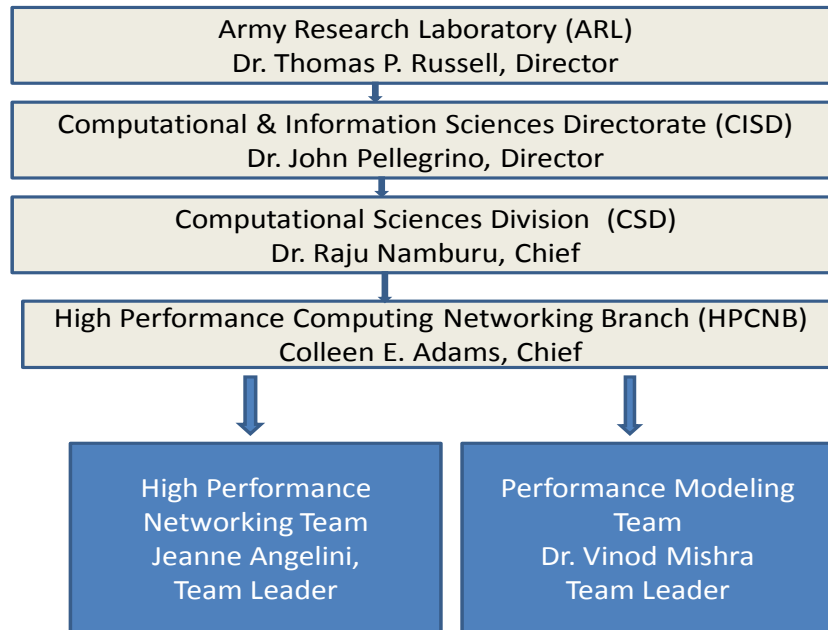 Army Research Laboratory (ARL)
Dr. Thomas P. Russell, Director
Computational & Information Sciences Directorate (CISD)
Dr. John Pellegrino, Director
Computational Sciences Division (CSD)
Dr. Raju Namburu, Chief
High Performance Computing Networking Branch (HPCNB)
Colleen E. Adams, Chief
High Performance
Networking Team
Jeanne Angelini,
Team Leader
Performance Modeling
Team
Dr. Vinod Mishra
Team Leader